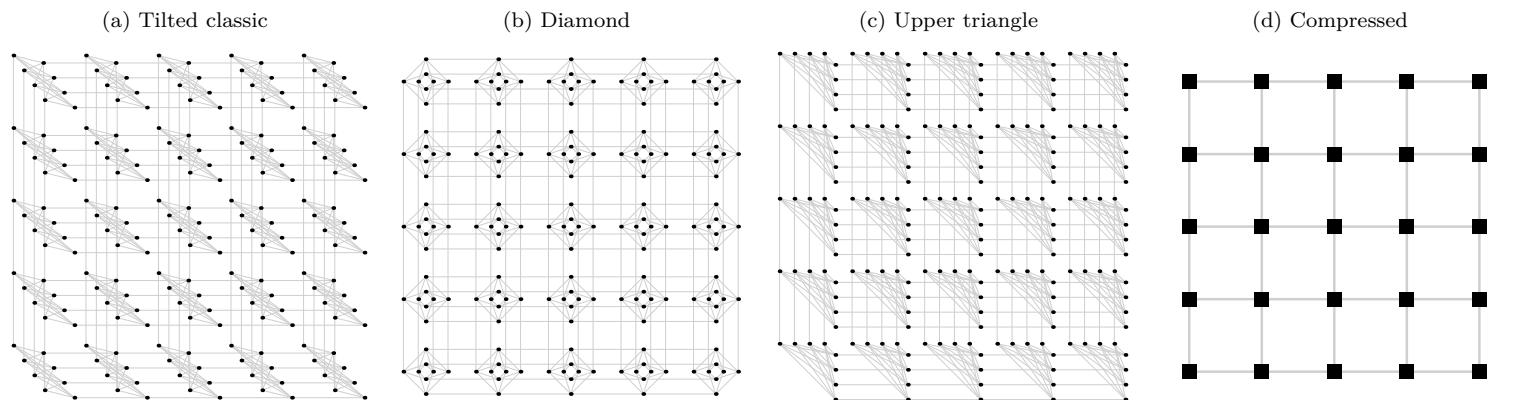 (a) Tilted classic
(b) Diamond
(c) Upper triangle
(d) Compressed